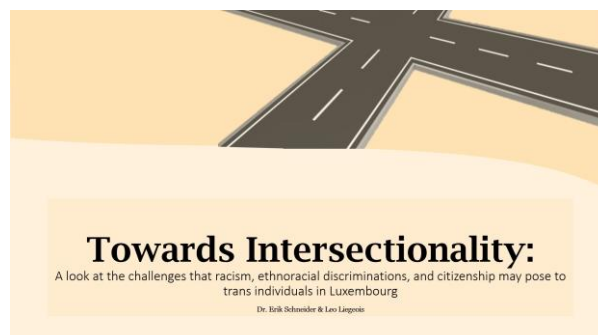 Towards Intersectionality:
A look at the challenges that racism, ethnoracial discriminations, and citizenship may pose to
trans individuals in Luxembourg
Dr. Erik Schneider & Leo Liegeois